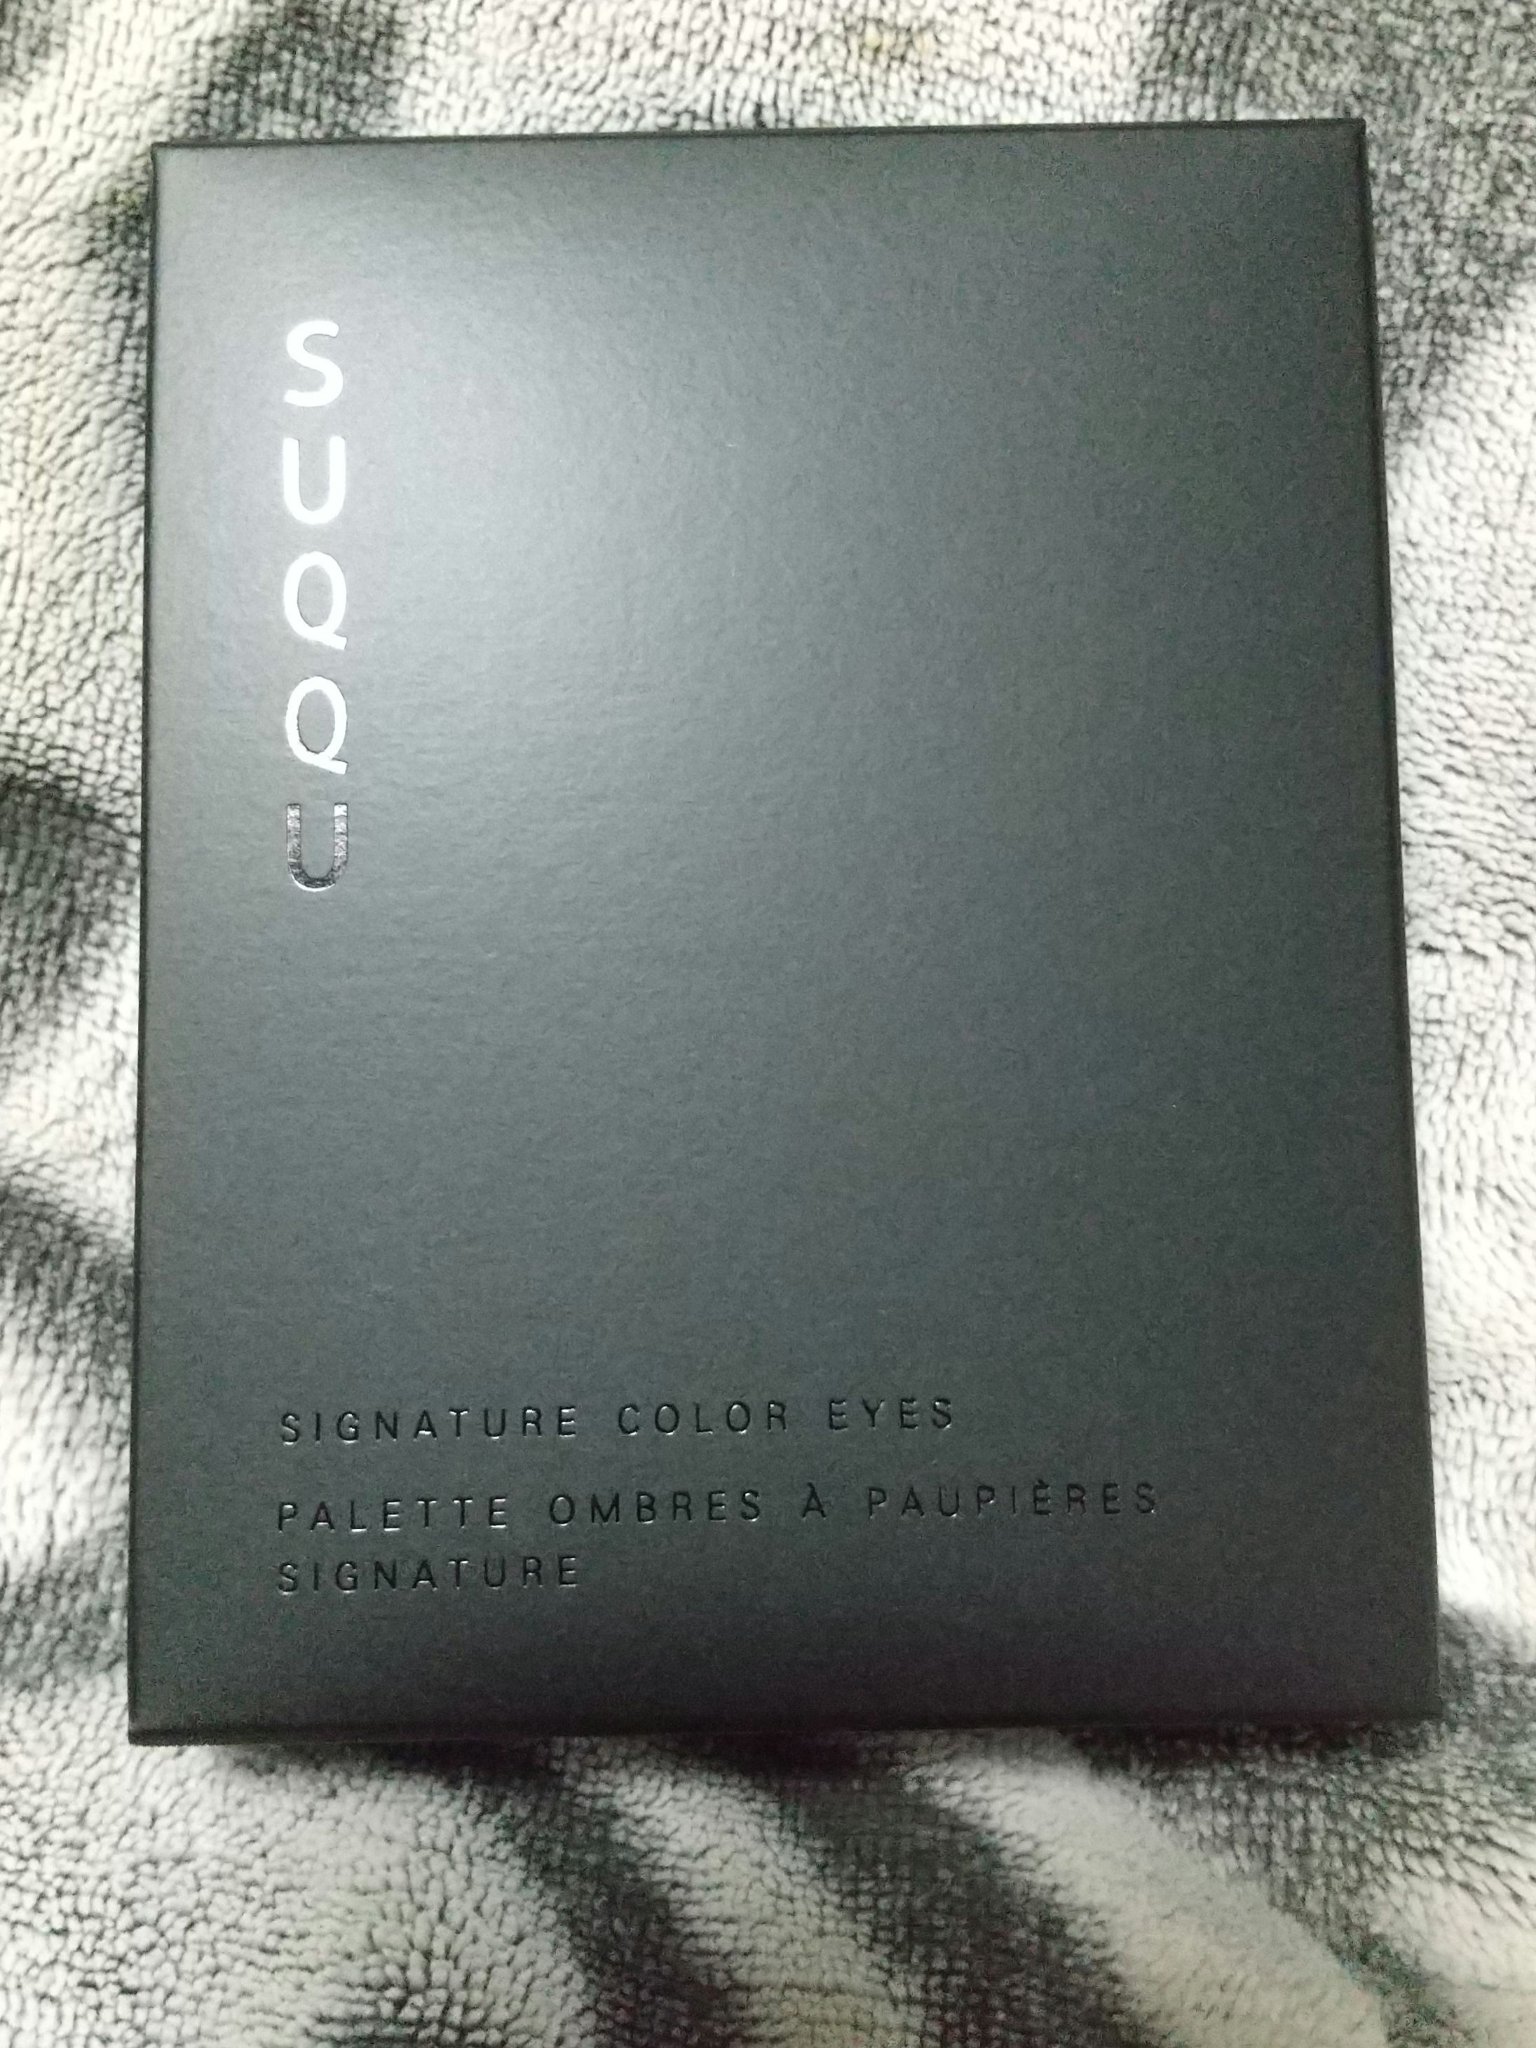 SUQQU
SIGNATURE COLOR EYES
PALETTE OMBRES À PAUPIÈRES
SIGNATURE